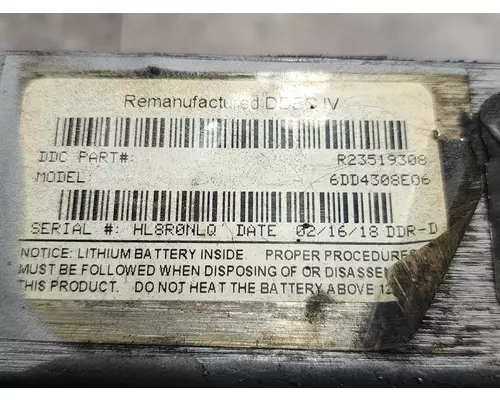 Remanufactured DDEC IV
DDC PART#: R23519308
MODEL: 6DD4308E06
SERIAL #: HL8R0NLQ DATE 02/16/18 DDR-D
NOTICE: LITHIUM BATTERY INSIDE PROPER PROCEDURES
MUST BE FOLLOWED WHEN DISPOSING OF OR DISASSEM
THIS PRODUCT. DO NOT HEAT THE BATTERY ABOVE 12